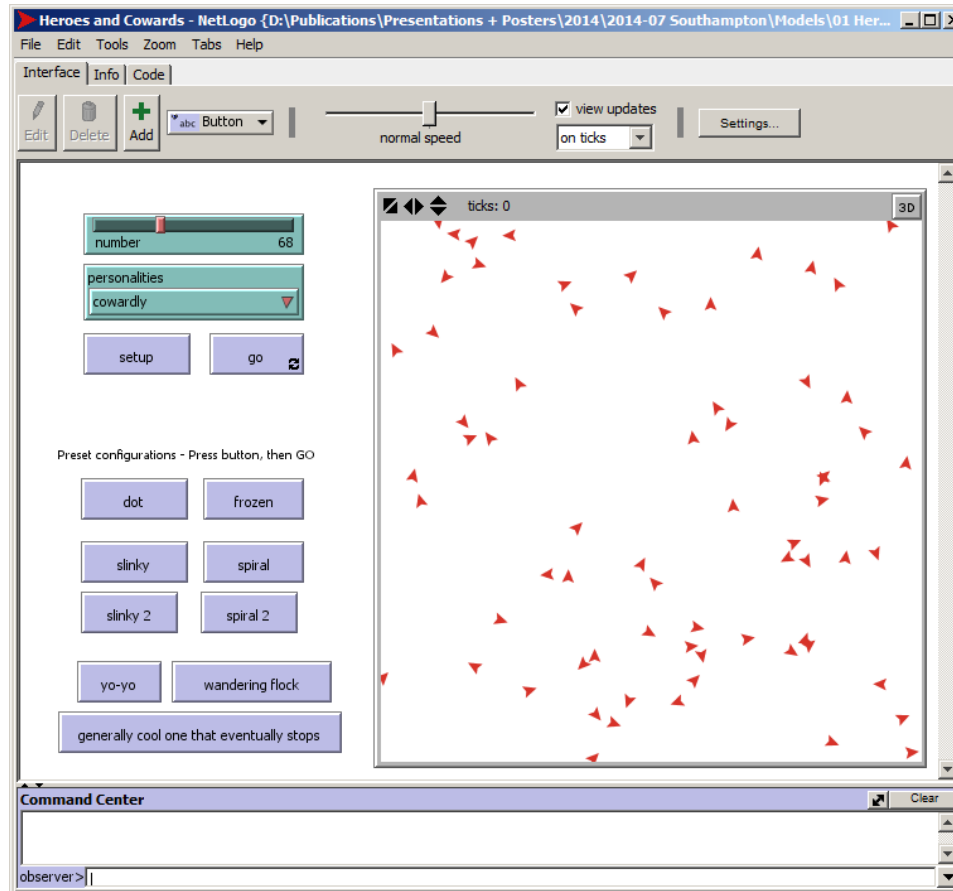 Heroes and Cowards - NetLogo {D:\Publications\Presentations + Posters\2014\2014-07 Southampton\Models\01 Her...
File Edit Tools Zoom Tabs Help
Interface Info Code
Edit Delete Add abc Button normal speed view updates on ticks Settings...
ticks: 0 3D
number 68
personalities
cowardly
setup go
Preset configurations - Press button, then GO
dot frozen
slinky spiral
slinky 2 spiral 2
yo-yo wandering flock
generally cool one that eventually stops
Command Center Clear
observer>